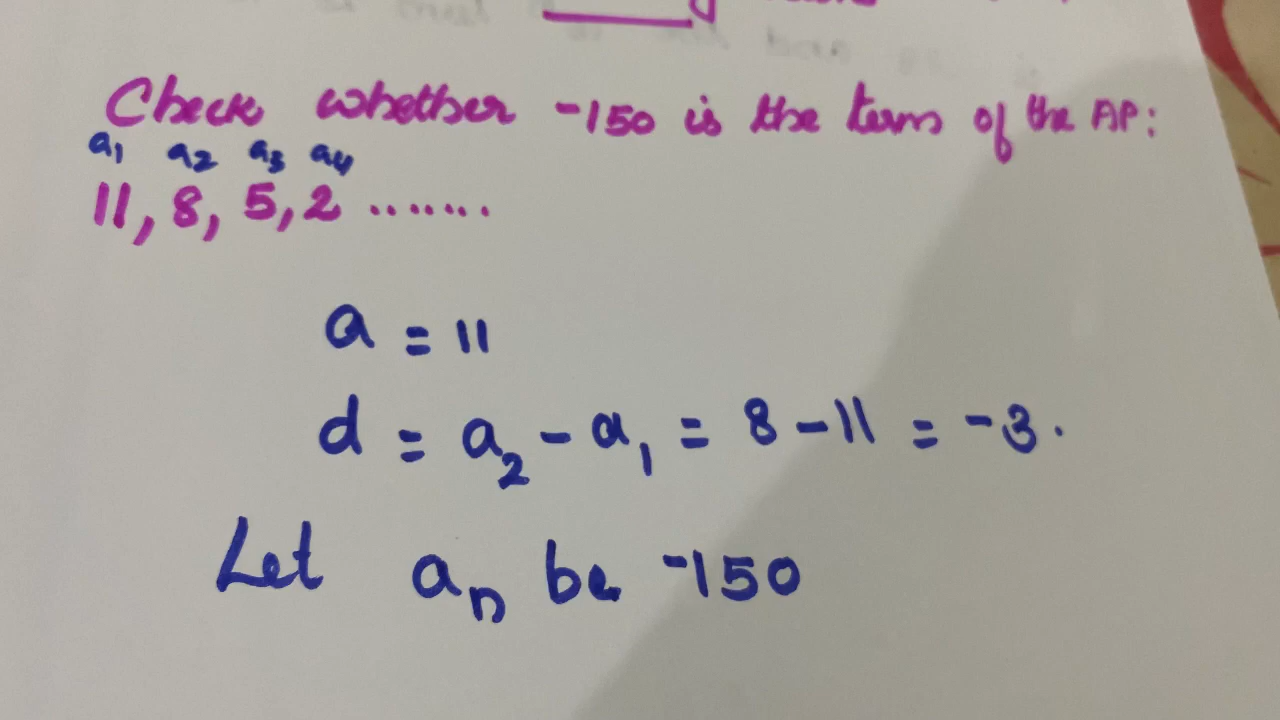 Check whether -150 is the term of the AP:
a1 a2 a3 a4
11, 8, 5, 2 .......
a = 11
d = a2 - a1 = 8 - 11 = -3.
Let an be -150